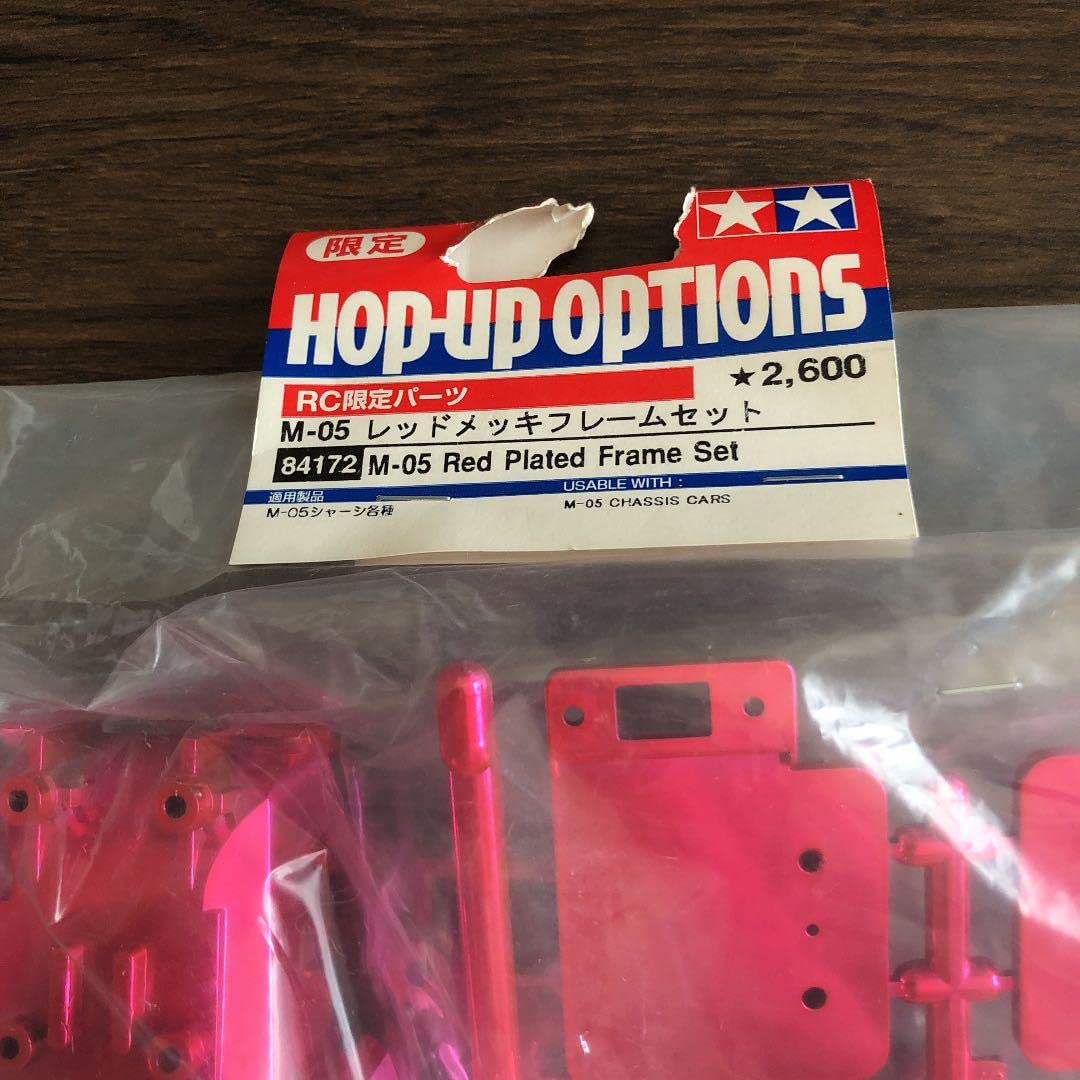 限定
HOP-UP OPTIONS
RC限定パーツ
★2,600
M-05 レッドメッキフレームセット
84172 M-05 Red Plated Frame Set
適用製品
M-05シャーシ各種
USABLE WITH :
M-05 CHASSIS CARS